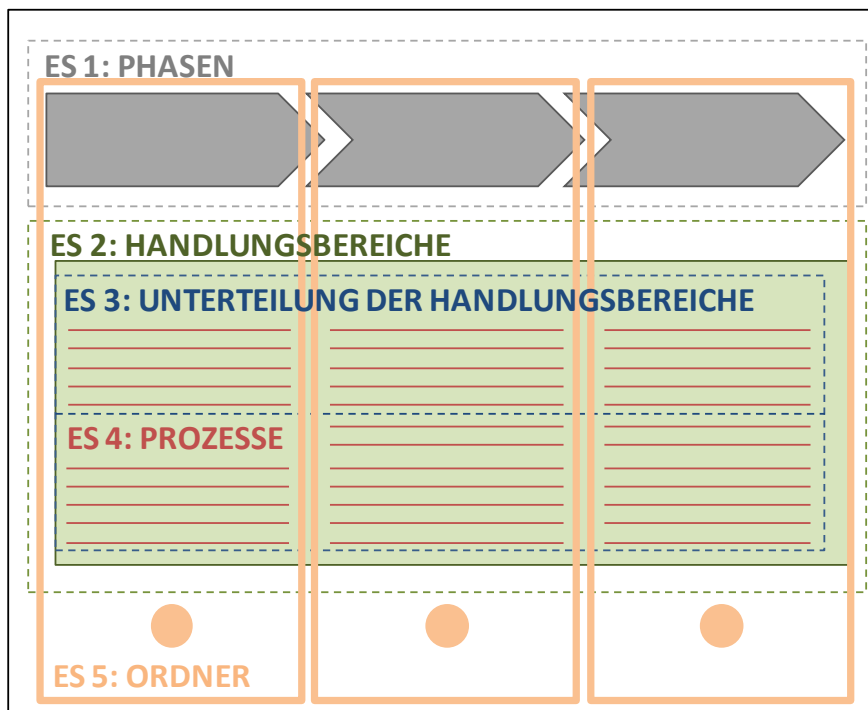 ES 1: PHASEN
ES 2: HANDLUNGSBEREICHE
ES 3: UNTERTEILUNG DER HANDLUNGSBEREICHE
ES 4: PROZESSE
ES 5: ORDNER